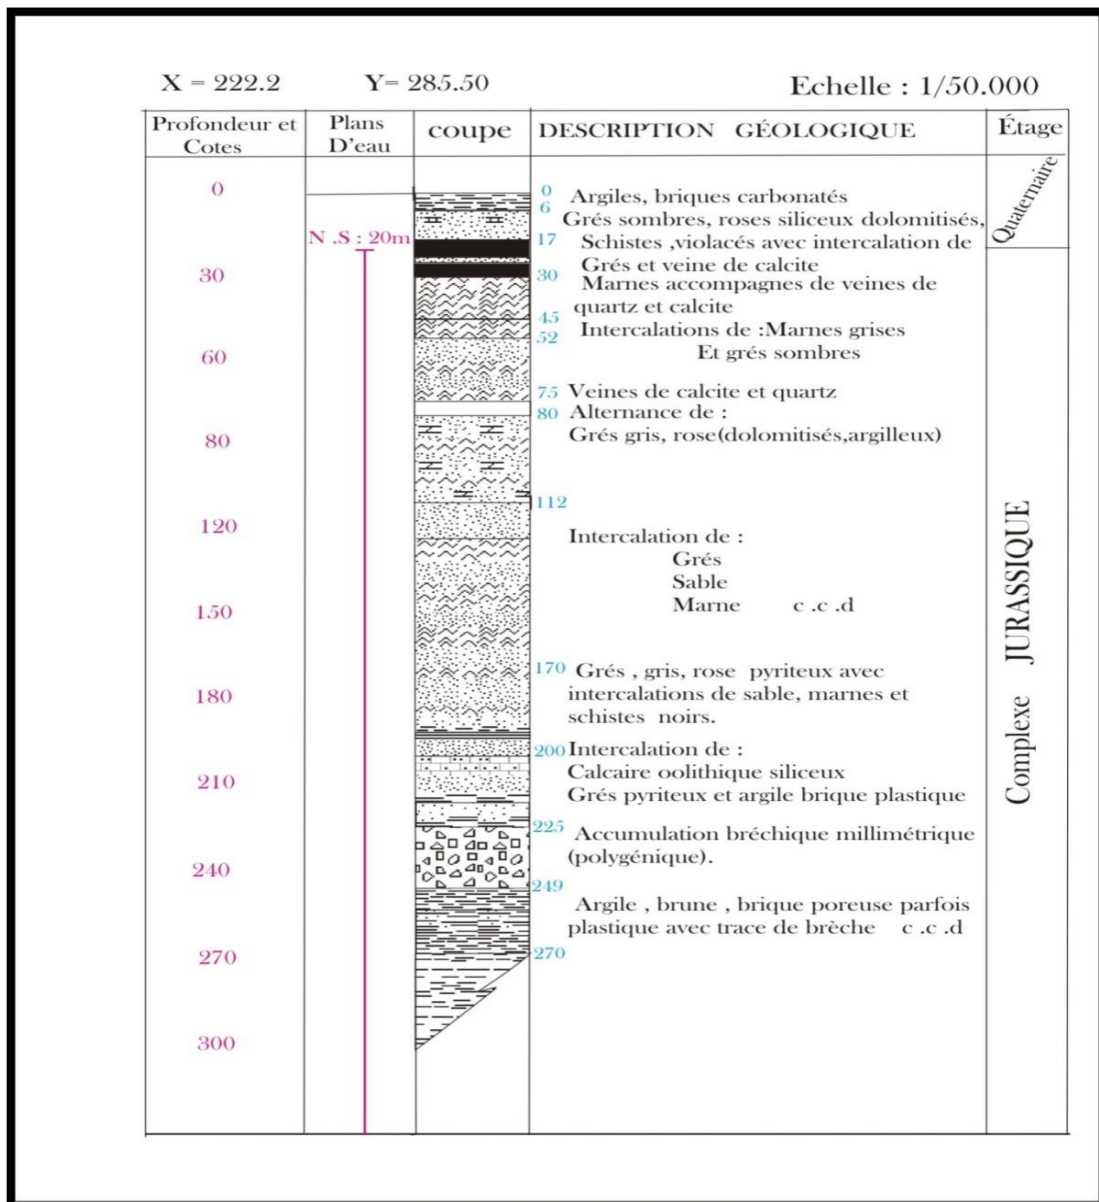 X = 222.2 Y= 285.50 Echelle : 1/50.000
Profondeur et Cotes
Plans D'eau
coupe
DESCRIPTION GÉOLOGIQUE
Étage
0
30
60
80
120
150
180
210
240
270
300
N .S : 20m
0 Argiles, briques carbonatés
6 Grés sombres, roses siliceux dolomitisés,
17 Schistes ,violacés avec intercalation de
Grés et veine de calcite
30 Marnes accompagnes de veines de
quartz et calcite
45 Intercalations de :Marnes grises
52 Et grés sombres
75 Veines de calcite et quartz
80 Alternance de :
Grés gris, rose(dolomitisés,argilleux)
112
Intercalation de :
Grés
Sable
Marne c .c .d
170 Grés , gris, rose pyriteux avec
intercalations de sable, marnes et
schistes noirs.
200 Intercalation de :
Calcaire oolithique siliceux
Grés pyriteux et argile brique plastique
225 Accumulation bréchique millimétrique
(polygénique).
249
Argile , brune , brique poreuse parfois
plastique avec trace de brèche c .c .d
270
Quaternaire
Complexe JURASSIQUE